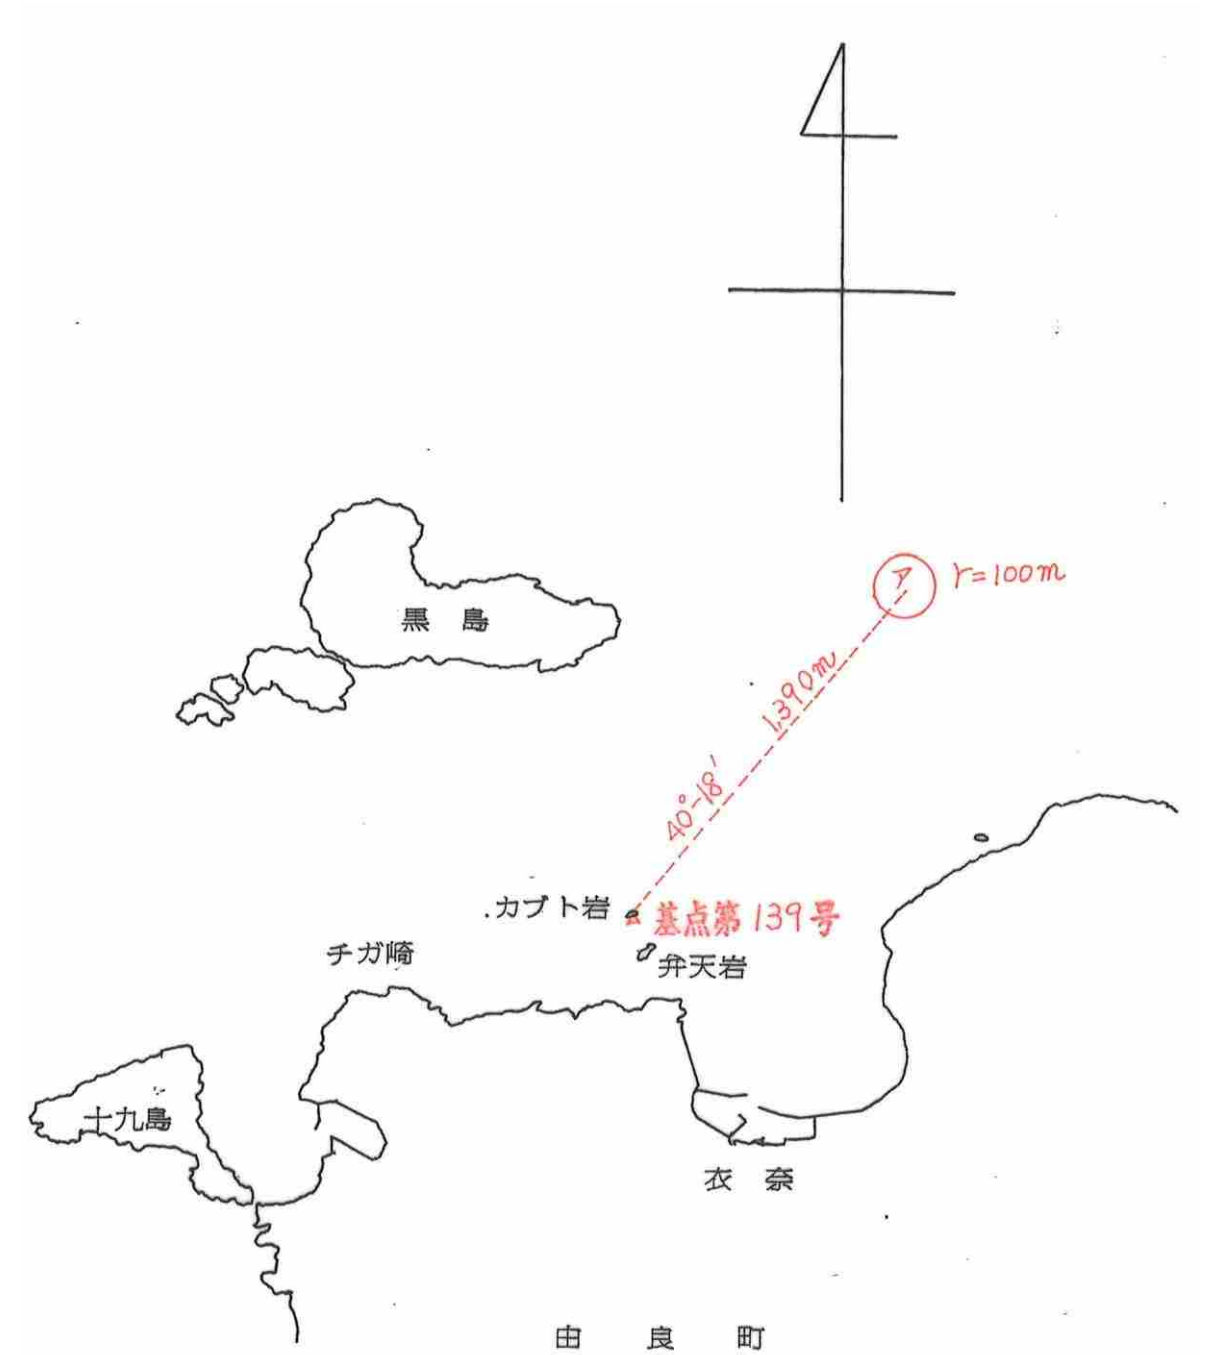 ア
r=100m
黒 島
1,390m
40°-18′
カブト岩
基点第139号
チガ崎
弁天岩
十九島
衣 奈
由 良 町